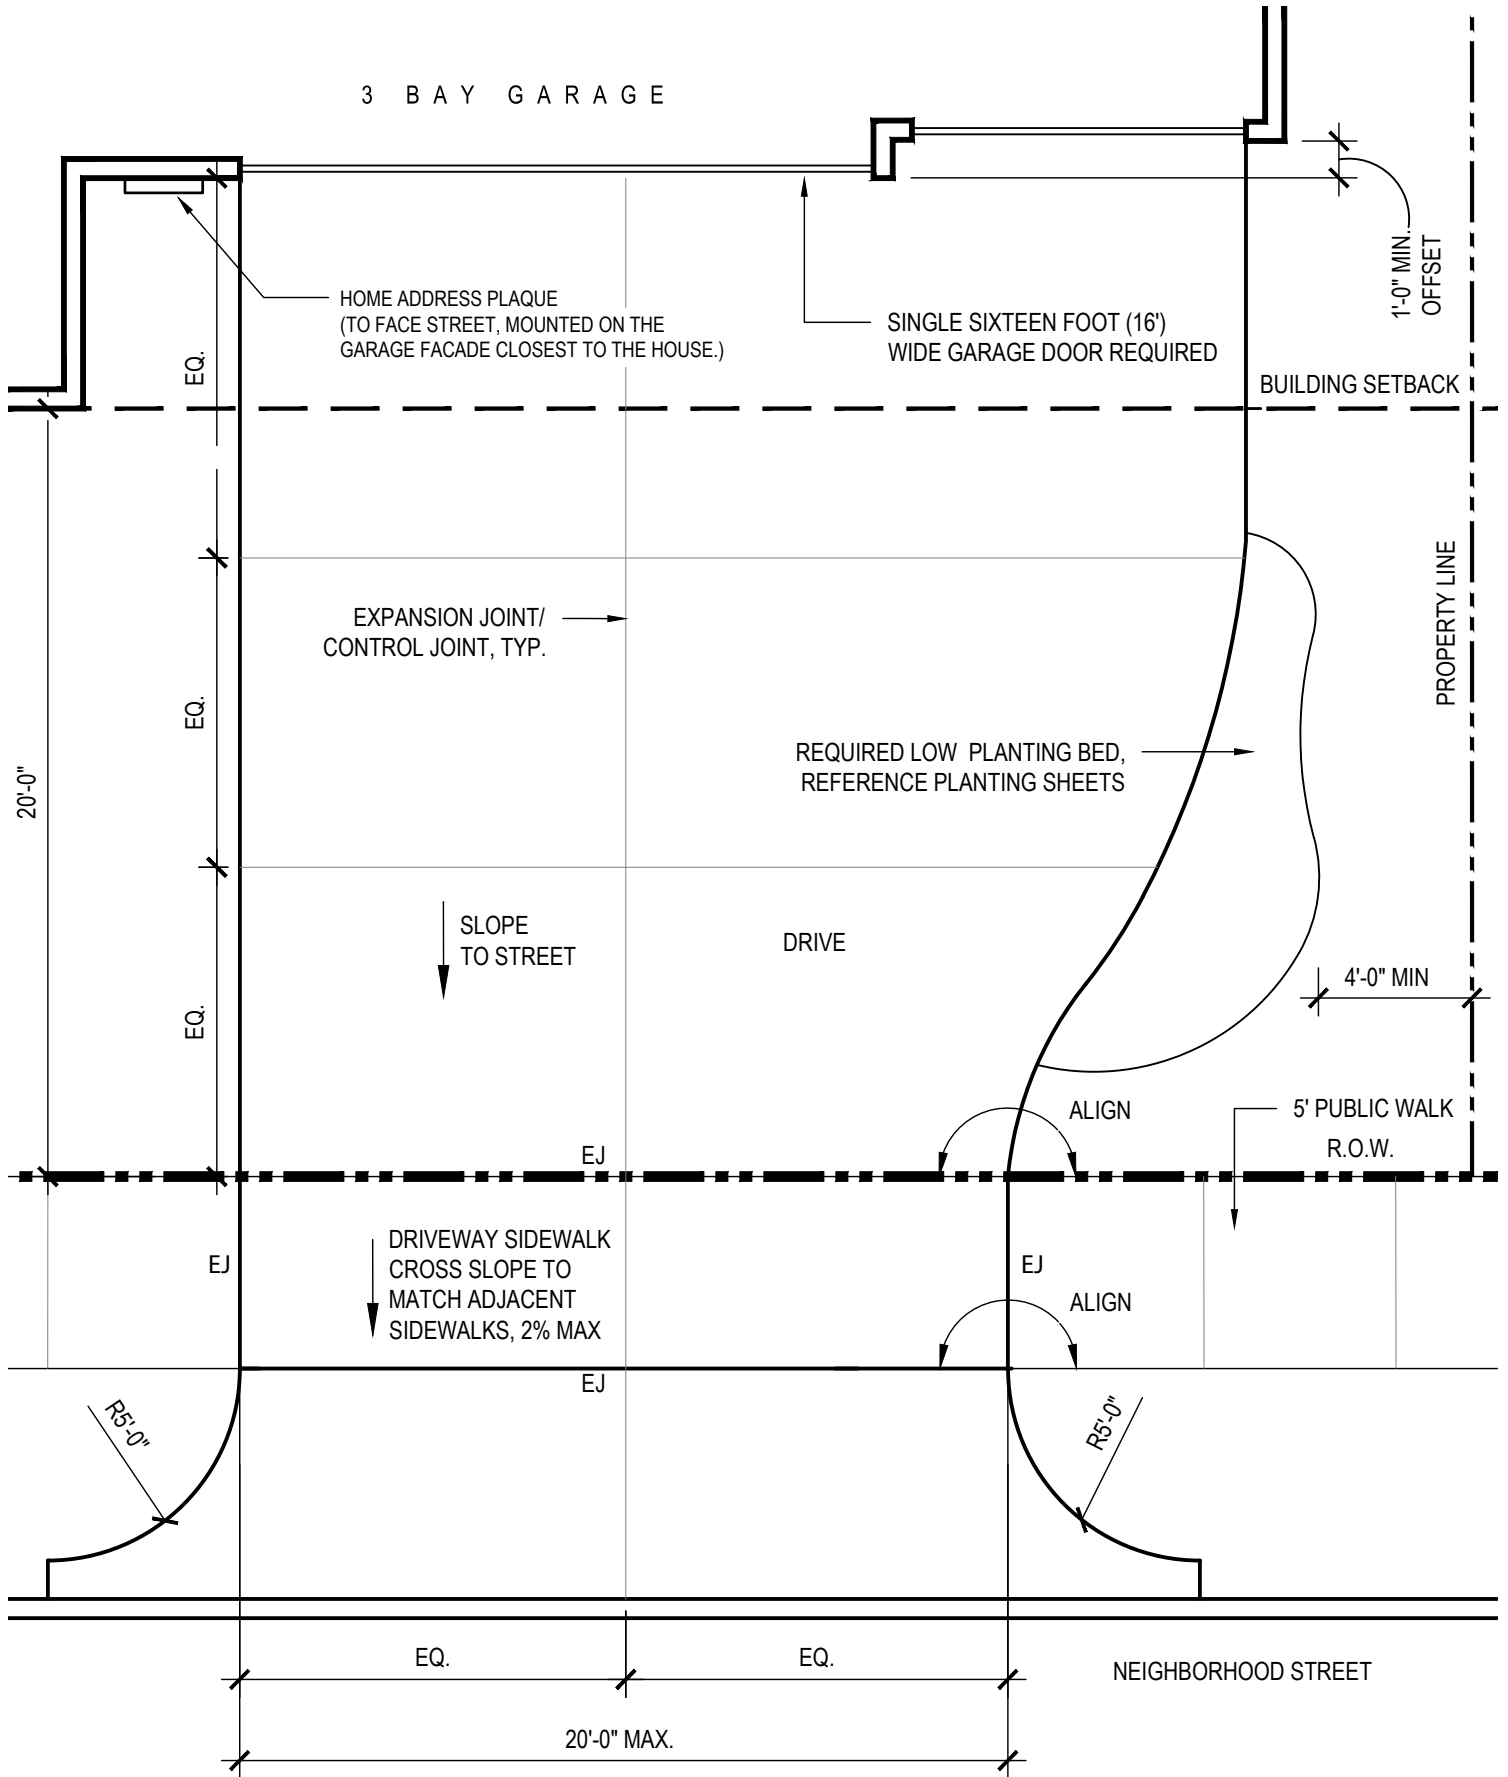 3 BAY GARAGE
1'-0" MIN.
OFFSET
HOME ADDRESS PLAQUE
(TO FACE STREET, MOUNTED ON THE
GARAGE FACADE CLOSEST TO THE HOUSE.)
SINGLE SIXTEEN FOOT (16')
WIDE GARAGE DOOR REQUIRED
EQ.
BUILDING SETBACK
EXPANSION JOINT/
CONTROL JOINT, TYP.
PROPERTY LINE
EQ.
20'-0"
REQUIRED LOW PLANTING BED,
REFERENCE PLANTING SHEETS
SLOPE
TO STREET
DRIVE
4'-0" MIN
EQ.
ALIGN
5' PUBLIC WALK
R.O.W.
EJ
DRIVEWAY SIDEWALK
CROSS SLOPE TO
MATCH ADJACENT
SIDEWALKS, 2% MAX
EJ
EJ
ALIGN
EJ
R5'-0"
R5'-0"
EQ.
EQ.
NEIGHBORHOOD STREET
20'-0" MAX.